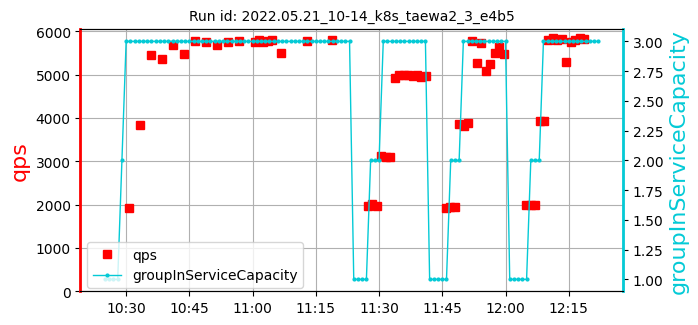 Run id: 2022.05.21_10-14_k8s_taewa2_3_e4b5
qps
6000
5000
4000
3000
2000
1000
0
3.00
2.75
2.50
2.25
2.00
1.75
1.50
1.25
1.00
groupInServiceCapacity
qps
groupInServiceCapacity
10:30 10:45 11:00 11:15 11:30 11:45 12:00 12:15